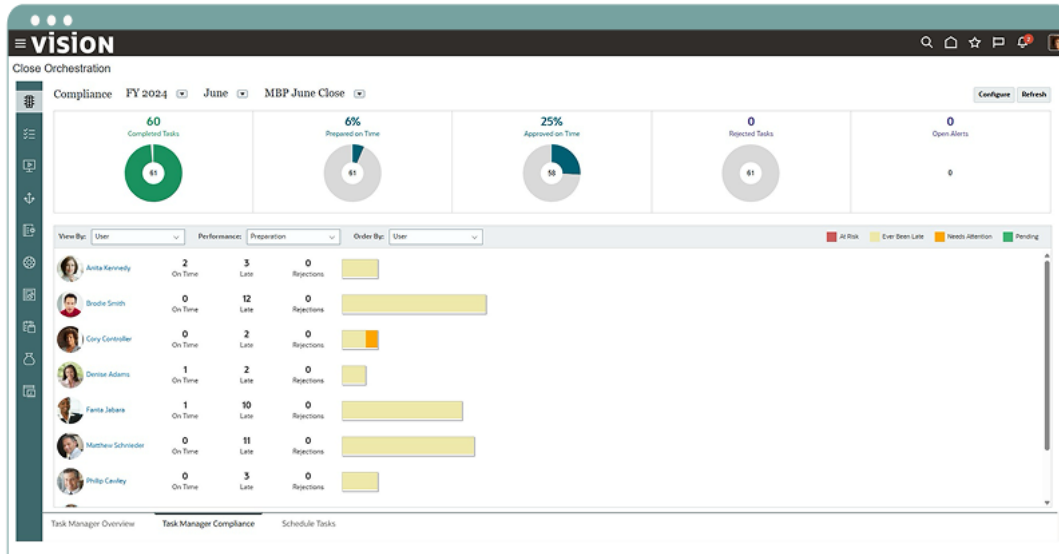 VISION
2
Close Orchestration
Compliance FY 2024 June MBP June Close Configure Refresh
60 6% 25% 0 0
Completed Tasks Prepared on Time Approved on Time Rejected Tasks Open Alerts
61 61 58 61 0
View By: User Performance: Preparation Order By: User At Risk Ever Been Late Needs Attention Pending
Anita Kennedy 2 On Time 3 Late 0 Rejections
Brodie Smith 0 On Time 12 Late 0 Rejections
Cory Controller 0 On Time 2 Late 0 Rejections
Denise Adams 1 On Time 2 Late 0 Rejections
Fanta Jabara 1 On Time 10 Late 0 Rejections
Matthew Schnieder 0 On Time 11 Late 0 Rejections
Philip Cawley 0 On Time 3 Late 0 Rejections
Task Manager Overview Task Manager Compliance Schedule Tasks